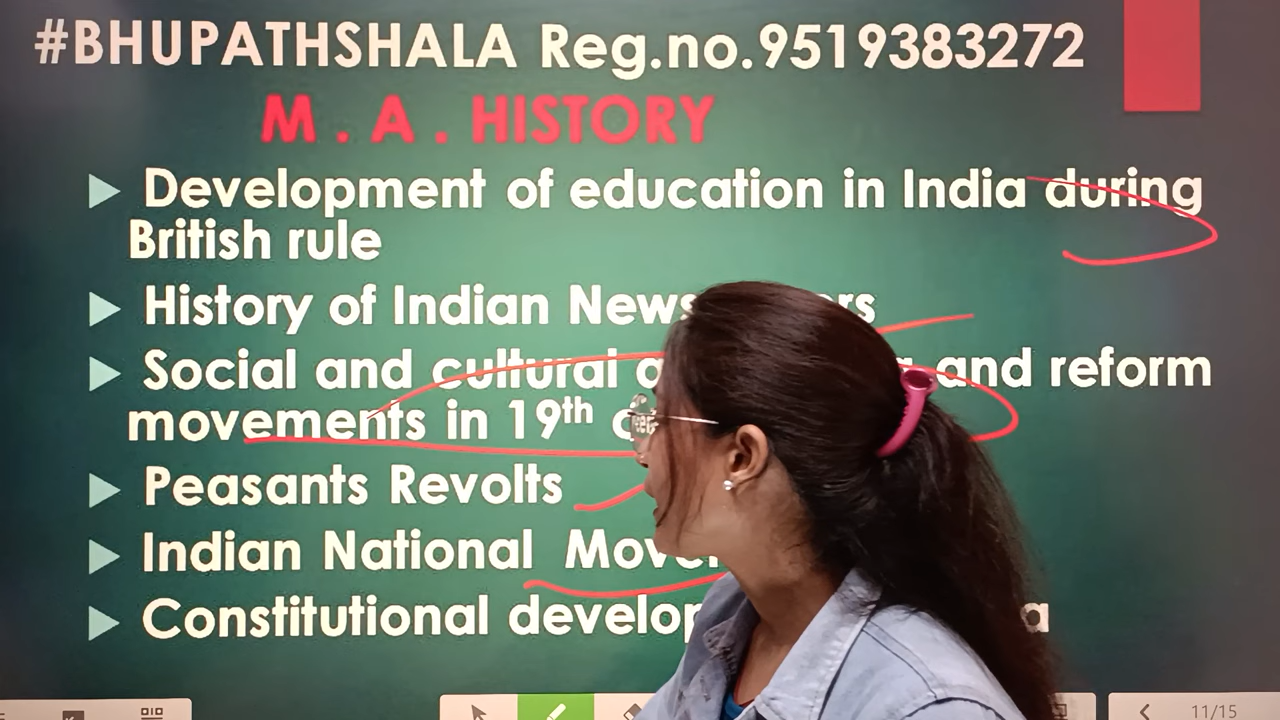 #BHUPATHSHALA Reg.no.9519383272
M . A . HISTORY
Development of education in India during
British rule
History of Indian
Social and cultural and reform
movements in 19th
Peasants Revolts
Indian National
Constitutional
11/15